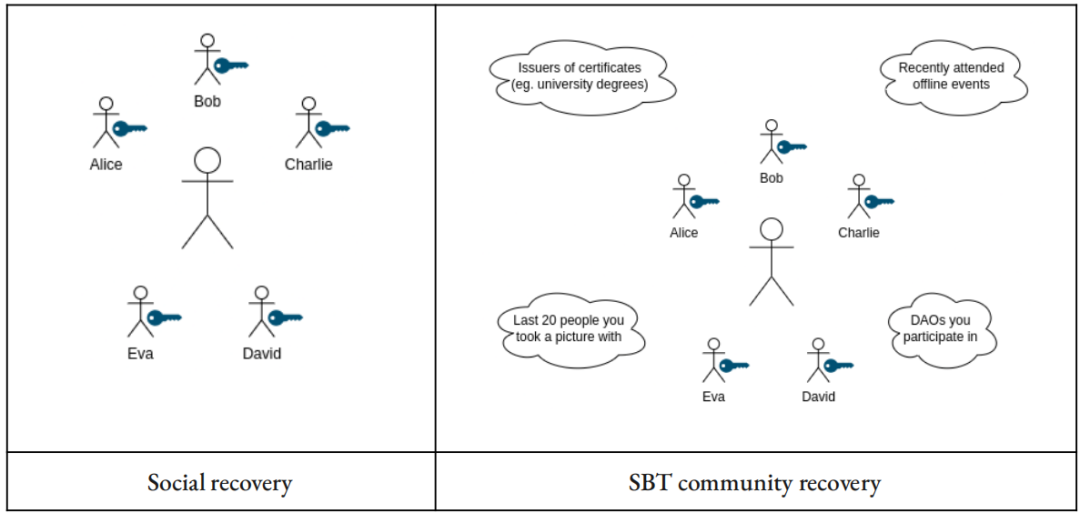 Bob
Alice
Charlie
Eva
David
Social recovery
Issuers of certificates
(eg. university degrees)
Recently attended
offline events
Bob
Alice
Charlie
Last 20 people you
took a picture with
DAOs you
participate in
Eva
David
SBT community recovery